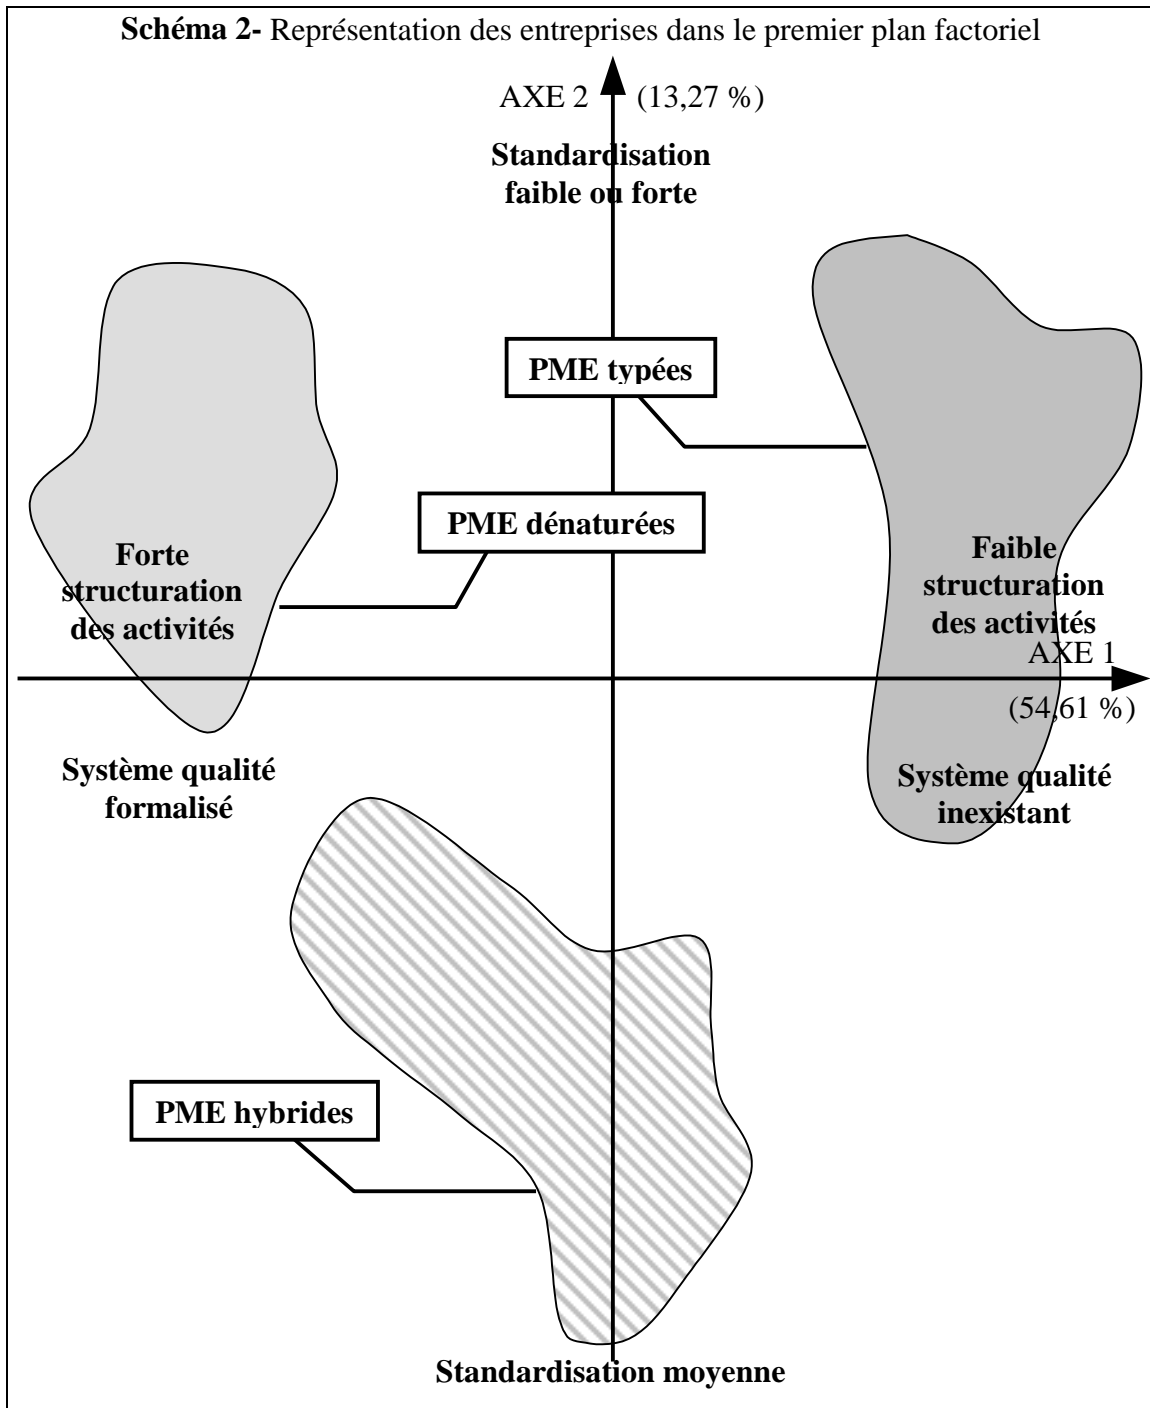 Schéma 2- Représentation des entreprises dans le premier plan factoriel
AXE 2 (13,27 %)
Standardisation
faible ou forte
PME typées
PME dénaturées
Forte
structuration
des activités
Faible
structuration
des activités
AXE 1
(54,61 %)
Système qualité
formalisé
Système qualité
inexistant
PME hybrides
Standardisation moyenne